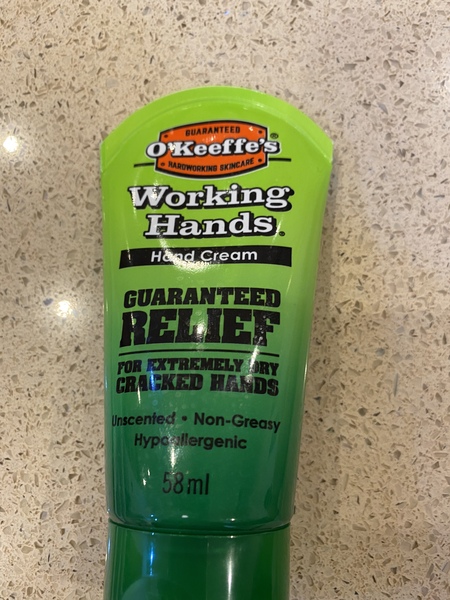 GUARANTEED
O'Keeffe's®
HARDWORKING SKINCARE
Working
Hands®
Hand Cream
GUARANTEED
RELIEF
FOR EXTREMELY DRY
CRACKED HANDS
Unscented • Non-Greasy
Hypoallergenic
58ml